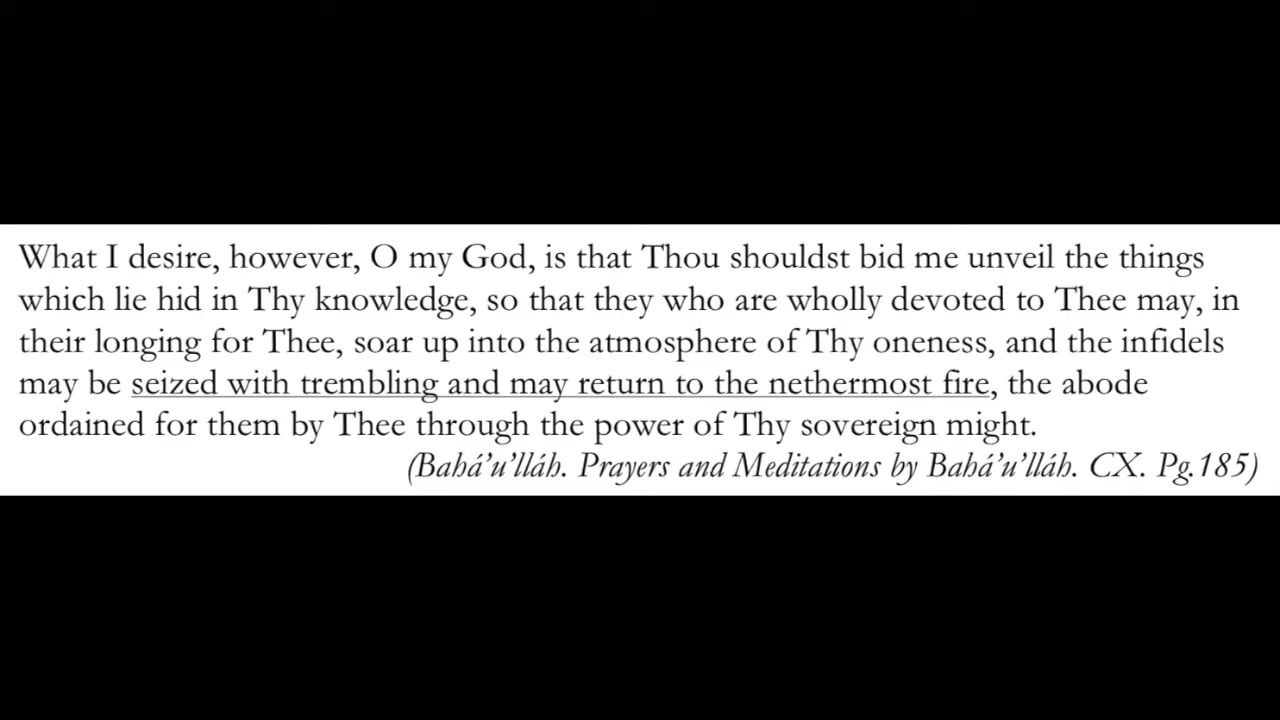 What I desire, however, O my God, is that Thou shouldst bid me unveil the things
which lie hid in Thy knowledge, so that they who are wholly devoted to Thee may, in
their longing for Thee, soar up into the atmosphere of Thy oneness, and the infidels
may be seized with trembling and may return to the nethermost fire, the abode
ordained for them by Thee through the power of Thy sovereign might.
(Bahá’u’lláh. Prayers and Meditations by Bahá’u’lláh. CX. Pg.185)